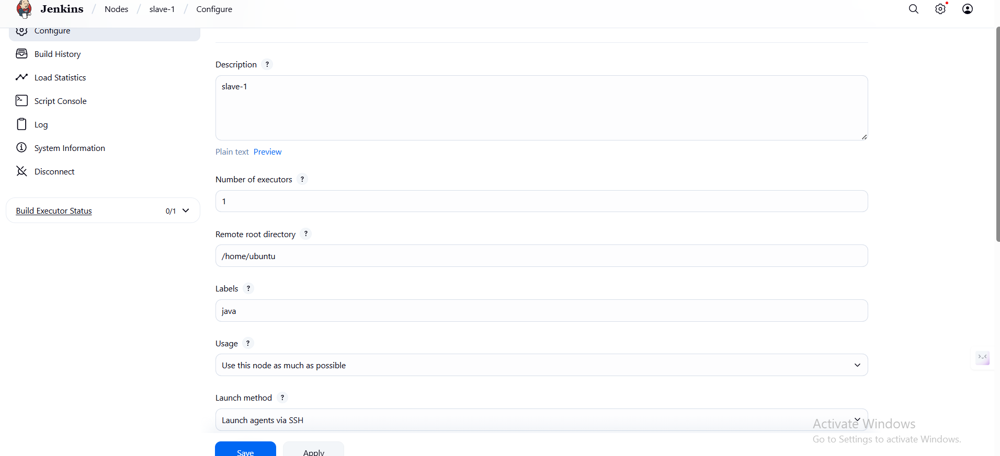 Jenkins / Nodes / slave-1 / Configure
Configure
Build History
Load Statistics
Script Console
Log
System Information
Disconnect
Build Executor Status 0/1
Description ?
slave-1
Plain text Preview
Number of executors ?
1
Remote root directory ?
/home/ubuntu
Labels ?
java
Usage ?
Use this node as much as possible
Launch method ?
Launch agents via SSH
Save Apply
Activate Windows
Go to Settings to activate Windows.